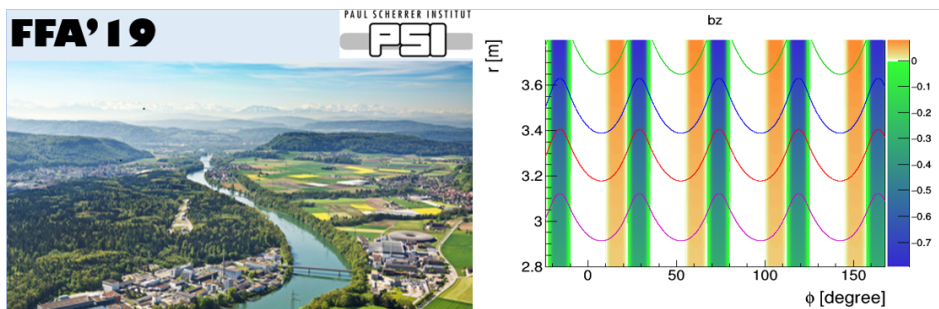 FFA’19
PAUL SCHERRER INSTITUT
PSI
bz
r [m]
3.6
3.4
3.2
3
2.8
0
50
100
150
ϕ [degree]
0
−0.1
−0.2
−0.3
−0.4
−0.5
−0.6
−0.7